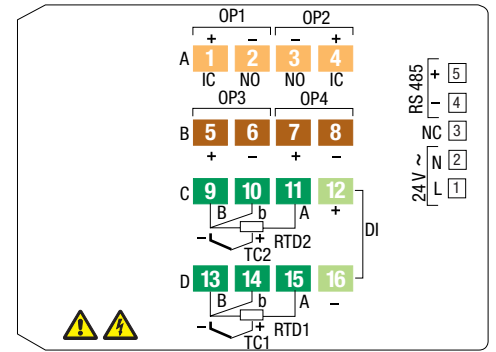 OP1 OP2
+ − − +
A 1 2 3 4
IC NO NO IC
OP3 OP4
B 5 6 7 8
+ − + −
C 9 10 11 12
B b A +
− + RTD2
TC2
DI
D 13 14 15 16
B b A −
− + RTD1
TC1
RS 485
+ 5
− 4
NC 3
24 V ~
N 2
L 1